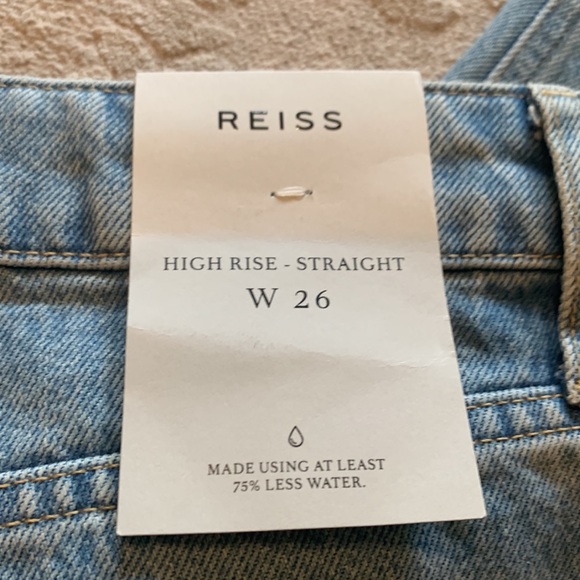 REISS
HIGH RISE - STRAIGHT
W 26
MADE USING AT LEAST
75% LESS WATER.